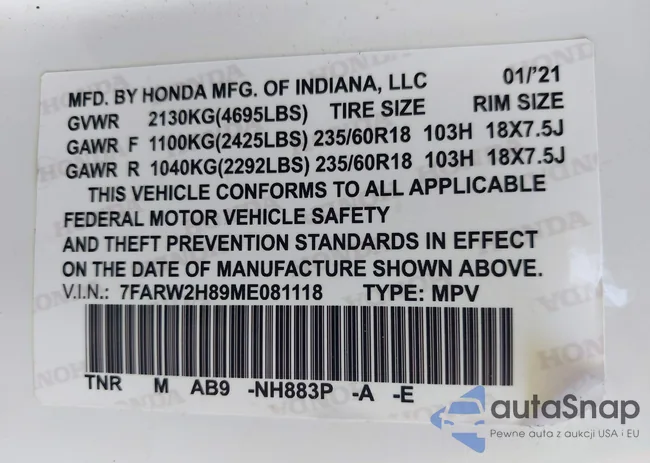 MFD. BY HONDA MFG. OF INDIANA, LLC 01/'21
GVWR 2130KG(4695LBS) TIRE SIZE RIM SIZE
GAWR F 1100KG(2425LBS) 235/60R18 103H 18X7.5J
GAWR R 1040KG(2292LBS) 235/60R18 103H 18X7.5J
THIS VEHICLE CONFORMS TO ALL APPLICABLE
FEDERAL MOTOR VEHICLE SAFETY
AND THEFT PREVENTION STANDARDS IN EFFECT
ON THE DATE OF MANUFACTURE SHOWN ABOVE.
V.I.N.: 7FARW2H89ME081118 TYPE: MPV
TNR M AB9 -NH883P -A -E
autaSnap
Pewne auta z aukcji USA i EU